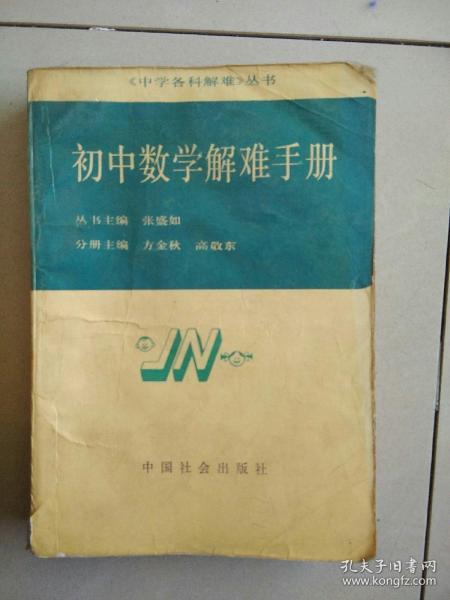 《中学各科解难》丛书
初中数学解难手册
丛书主编 张盛如
分册主编 方金秋 高敬东
JN
中国社会出版社
孔夫子旧书网
www.kongfz.com